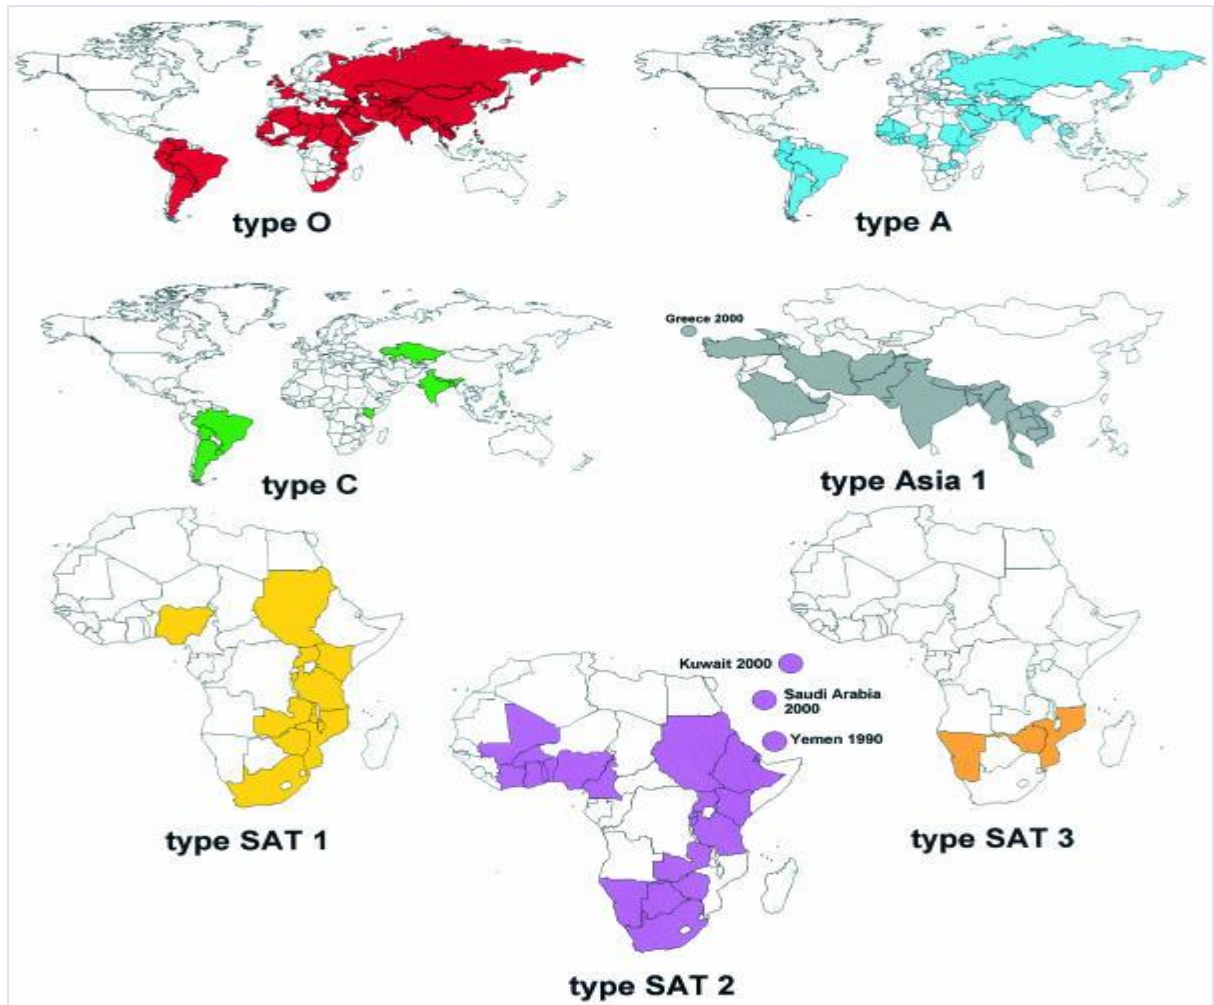 type O
type A
Greece 2000
type C
type Asia 1
Kuwait 2000
Saudi Arabia
2000
Yemen 1990
type SAT 1
type SAT 3
type SAT 2